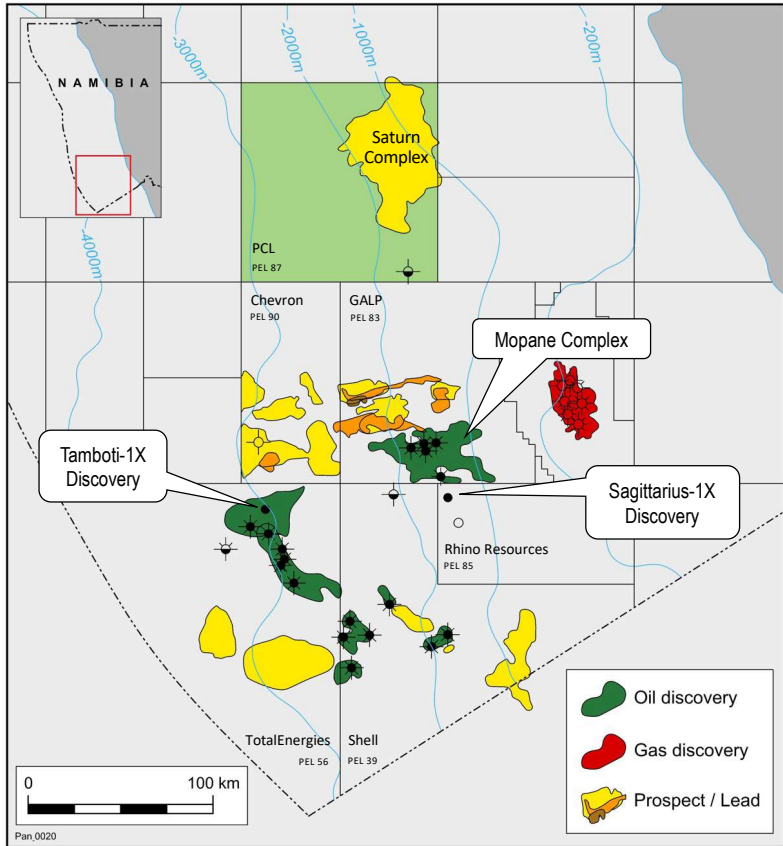 -3000m
-2000m
-1000m
-200m
NAMIBIA
-4000m
Saturn
Complex
PCL
PEL 87
Chevron
PEL 90
GALP
PEL 83
Mopane Complex
Tamboti-1X
Discovery
Sagittarius-1X
Discovery
Rhino Resources
PEL 85
TotalEnergies
PEL 56
Shell
PEL 39
Oil discovery
Gas discovery
Prospect / Lead
0
100 km
Pan_0020